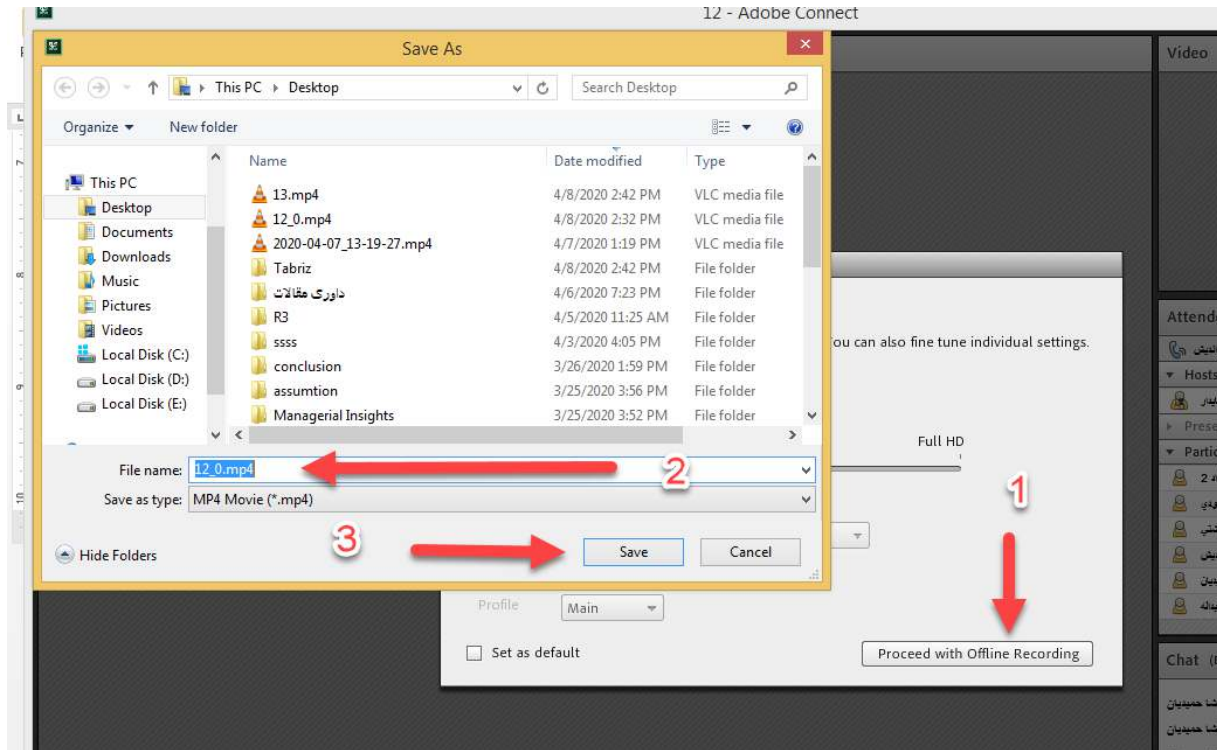 12 - Adobe Connect
Save As
This PC Desktop
Search Desktop
Organize
New folder
Name Date modified Type
This PC
Desktop
Documents
Downloads
Music
Pictures
Videos
Local Disk (C:)
Local Disk (D:)
Local Disk (E:)
13.mp4 4/8/2020 2:42 PM VLC media file
12_0.mp4 4/8/2020 2:32 PM VLC media file
2020-04-07_13-19-27.mp4 4/7/2020 1:19 PM VLC media file
Tabriz 4/8/2020 2:42 PM File folder
داوری مقالات 4/6/2020 7:23 PM File folder
R3 4/5/2020 11:25 AM File folder
ssss 4/3/2020 4:05 PM File folder
conclusion 3/26/2020 1:59 PM File folder
assumtion 3/25/2020 3:56 PM File folder
Managerial Insights 3/25/2020 3:52 PM File folder
File name: 12_0.mp4
2
Save as type: MP4 Movie (*.mp4)
3
Hide Folders
Save
Cancel
ou can also fine tune individual settings.
Full HD
1
Profile Main
Set as default
Proceed with Offline Recording
Video
Attend
Hosts
Prese
Partic
Chat
شا حمیدیان
شا حمیدیان